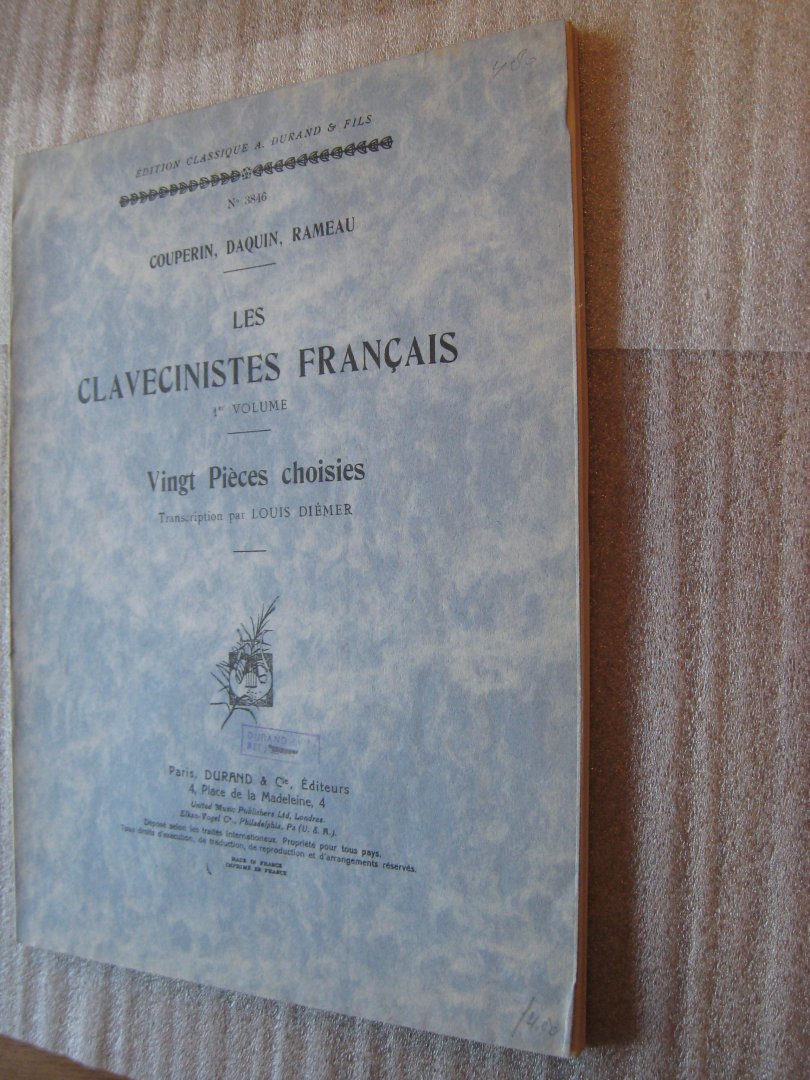 ÉDITION CLASSIQUE A. DURAND & FILS
No 3846
COUPERIN, DAQUIN, RAMEAU
LES
CLAVECINISTES FRANÇAIS
1er VOLUME
Vingt Pièces choisies
Transcription par LOUIS DIÉMER
DURAND
Paris, DURAND & Cie, Éditeurs
4, Place de la Madeleine, 4
United Music Publishers Ltd, Londres.
Elkan-Vogel Co., Philadelphia, Pa (U. S. A.).
Déposé selon les traités internationaux. Propriété pour tous pays.
Tous droits d'exécution, de traduction, de reproduction et d'arrangements réservés.
MADE IN FRANCE
IMPRIMÉ EN FRANCE